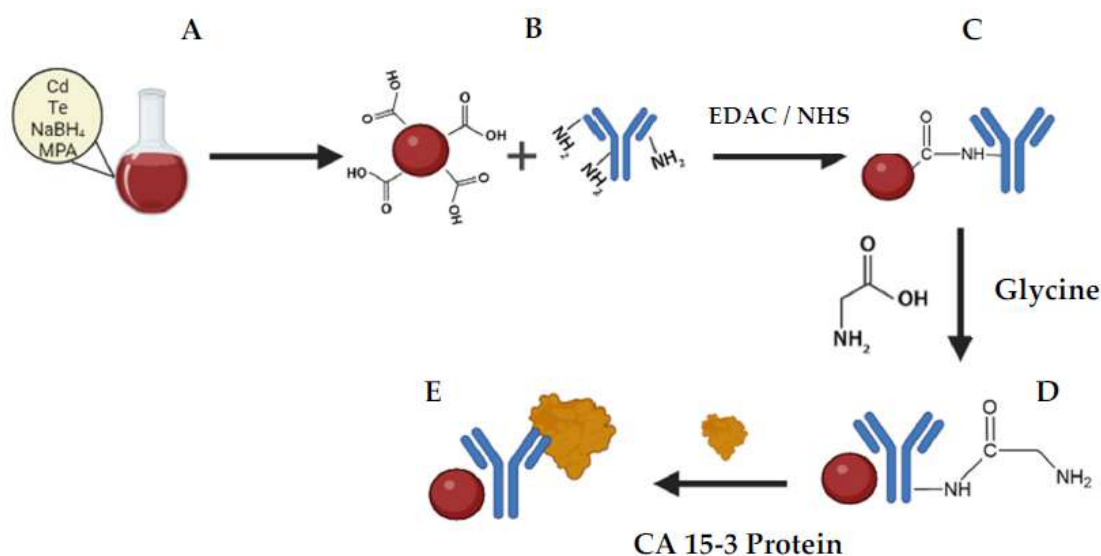 A
B
C
Cd
Te
NaBH₄
MPA
HO
O
O
OH
HO
O
O
OH
+
NH₂
NH₂
NH₂
EDAC / NHS
O
C
NH
O
OH
NH₂
Glycine
E
D
O
NH
NH₂
CA 15-3 Protein